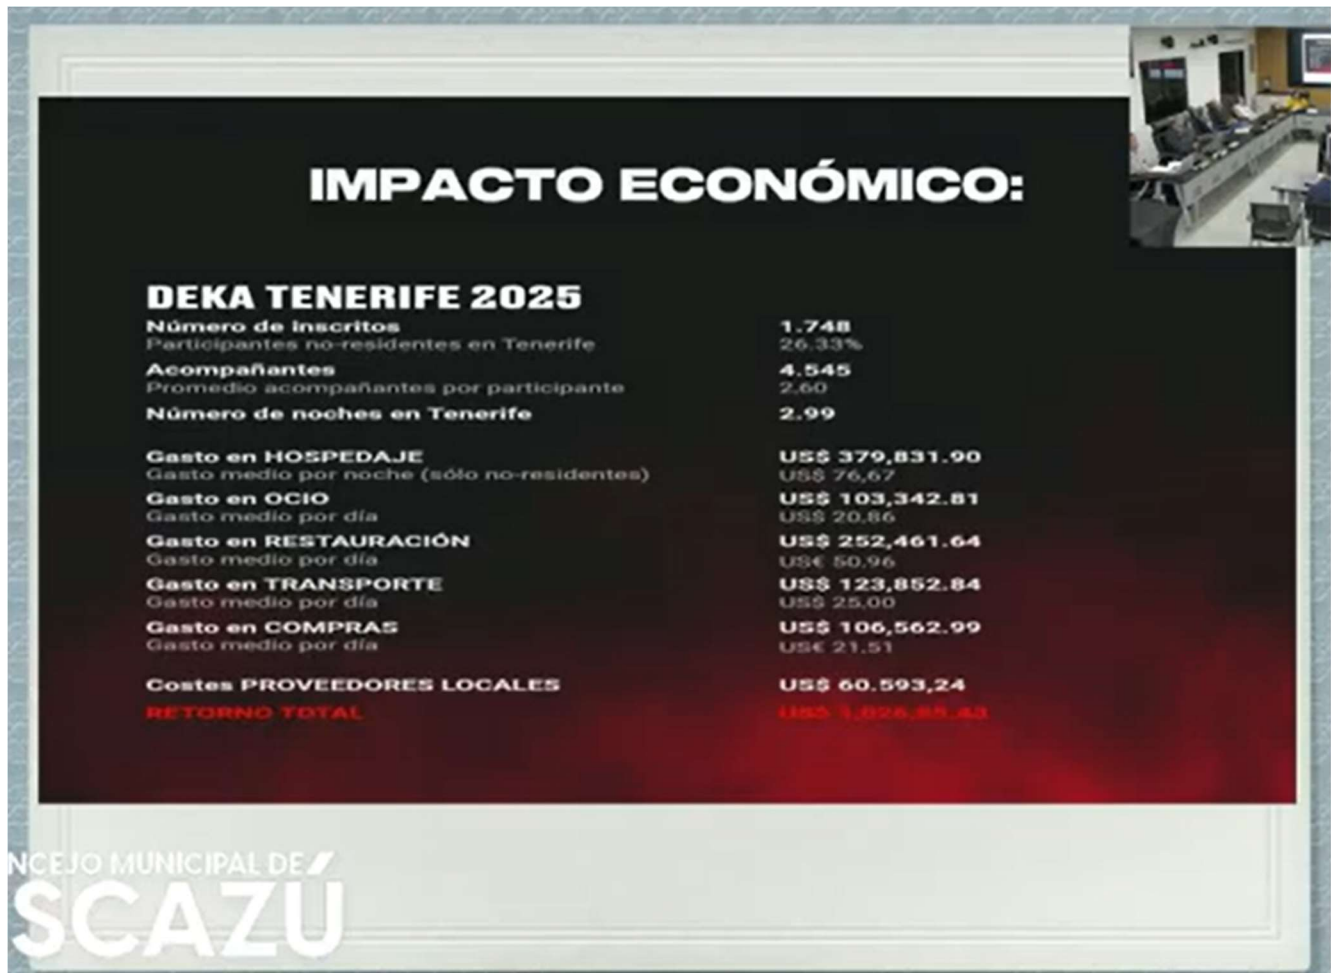 IMPACTO ECONÓMICO:
DEKA TENERIFE 2025
Número de inscritos 1.748
Participantes no-residentes en Tenerife 26.33%
Acompañantes 4.545
Promedio acompañantes por participante 2,60
Número de noches en Tenerife 2.99
Gasto en HOSPEDAJE US$ 379,831.90
Gasto medio por noche (sólo no-residentes) US$ 76,67
Gasto en OCIO US$ 103,342.81
Gasto medio por día US$ 20,86
Gasto en RESTAURACIÓN US$ 252,461.64
Gasto medio por día US€ 50.96
Gasto en TRANSPORTE US$ 123,852.84
Gasto medio por día US$ 25,00
Gasto en COMPRAS US$ 106,562.99
Gasto medio por día US€ 21.51
Costes PROVEEDORES LOCALES US$ 60.593,24
RETORNO TOTAL US$
NCEJO MUNICIPAL DE
SCAZÚ